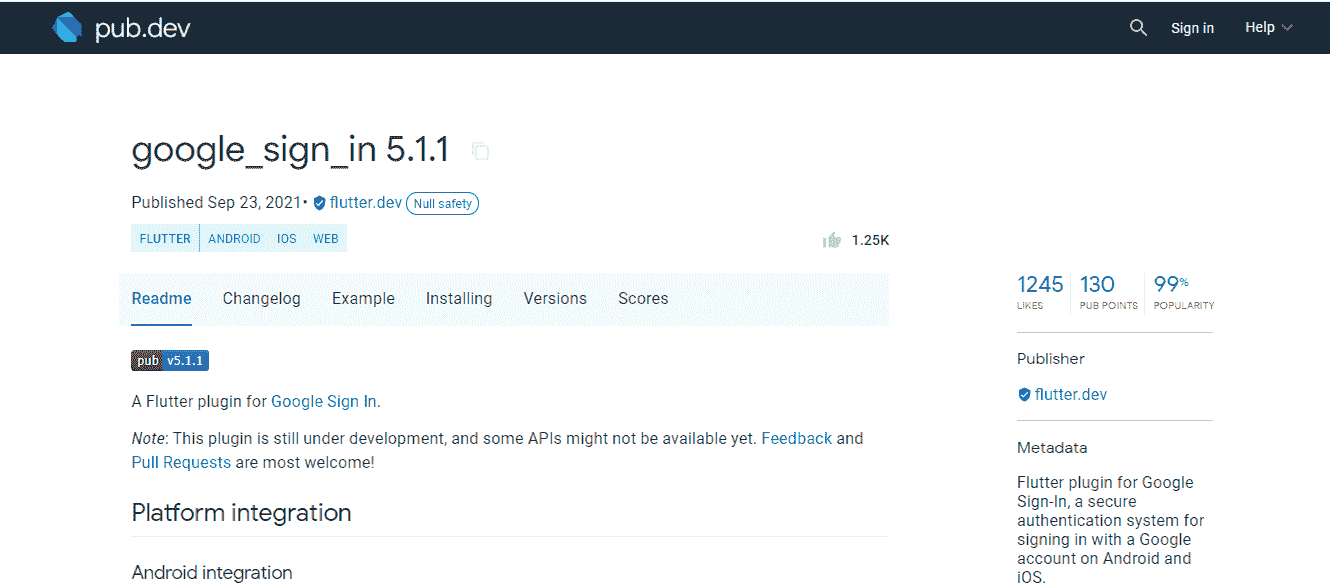 pub.dev
Sign in
Help
google_sign_in 5.1.1
Published Sep 23, 2021 • flutter.dev Null safety
FLUTTER ANDROID IOS WEB
1.25K
Readme Changelog Example Installing Versions Scores
pub v5.1.1
A Flutter plugin for Google Sign In.
Note: This plugin is still under development, and some APIs might not be available yet. Feedback and
Pull Requests are most welcome!
Platform integration
Android integration
1245 130 99%
LIKES PUB POINTS POPULARITY
Publisher
flutter.dev
Metadata
Flutter plugin for Google
Sign-In, a secure
authentication system for
signing in with a Google
account on Android and
iOS.